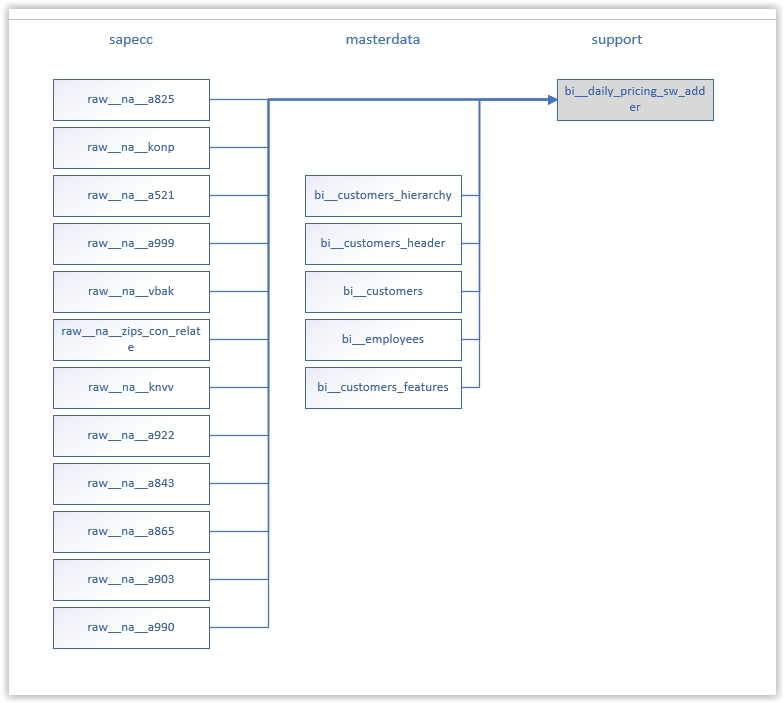 sapecc
masterdata
support
raw__na__a825
bi__daily_pricing_sw_add
er
raw__na__konp
raw__na__a521
bi__customers_hierarchy
raw__na__a999
bi__customers_header
raw__na__vbak
bi__customers
raw__na__zips_con_relat
e
bi__employees
raw__na__knvv
bi__customers_features
raw__na__a922
raw__na__a843
raw__na__a865
raw__na__a903
raw__na__a990